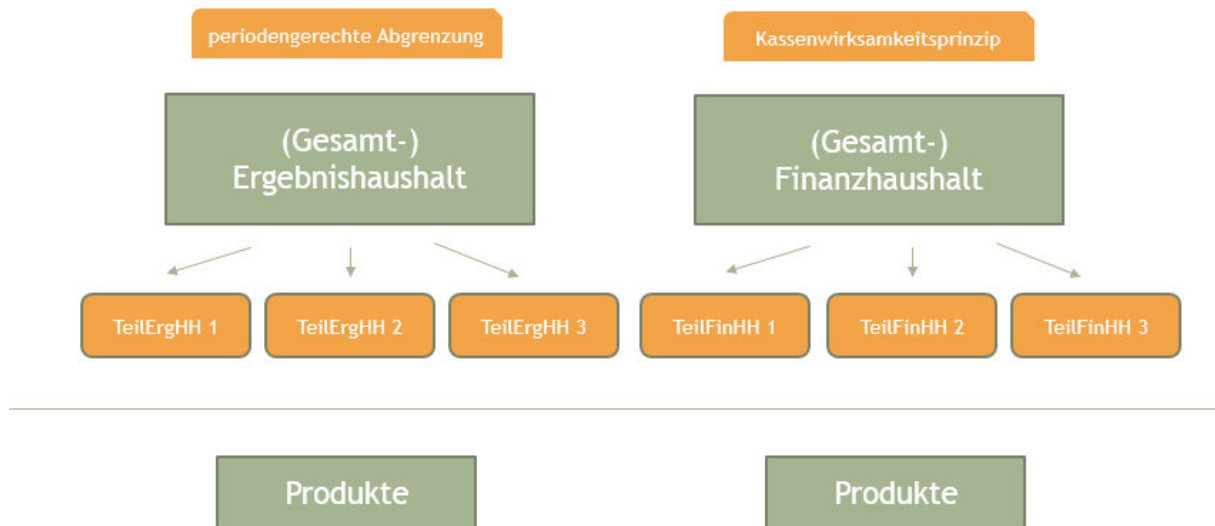 periodengerechte Abgrenzung
Kassenwirksamkeitsprinzip
(Gesamt-)
Ergebnishaushalt
(Gesamt-)
Finanzhaushalt
TeilErgHH 1
TeilErgHH 2
TeilErgHH 3
TeilFinHH 1
TeilFinHH 2
TeilFinHH 3
Produkte
Produkte